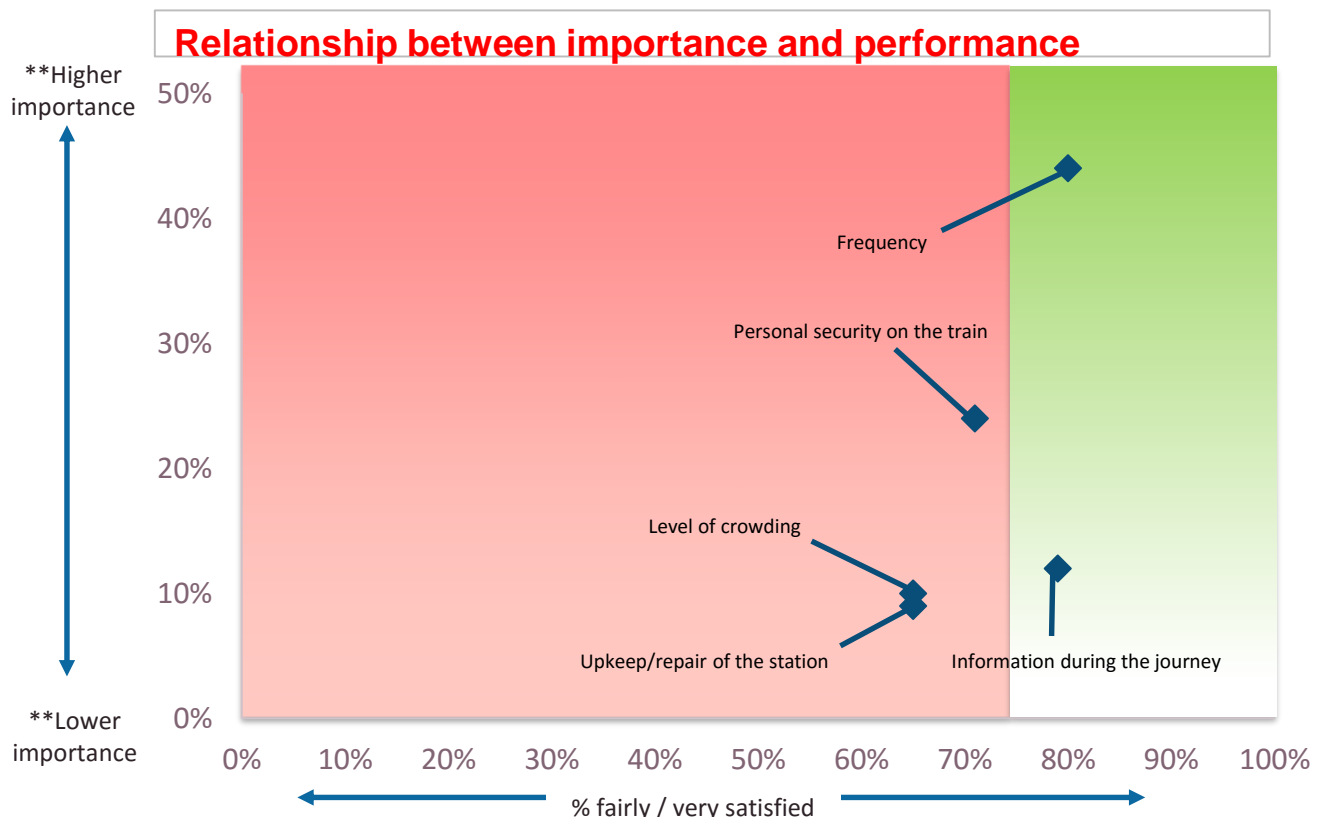 Relationship between importance and performance
**Higher
importance
50%
40%
Frequency
Personal security on the train
30%
20%
Level of crowding
10%
Upkeep/repair of the station
Information during the journey
0%
**Lower
importance
0% 10% 20% 30% 40% 50% 60% 70% 80% 90% 100%
% fairly / very satisfied